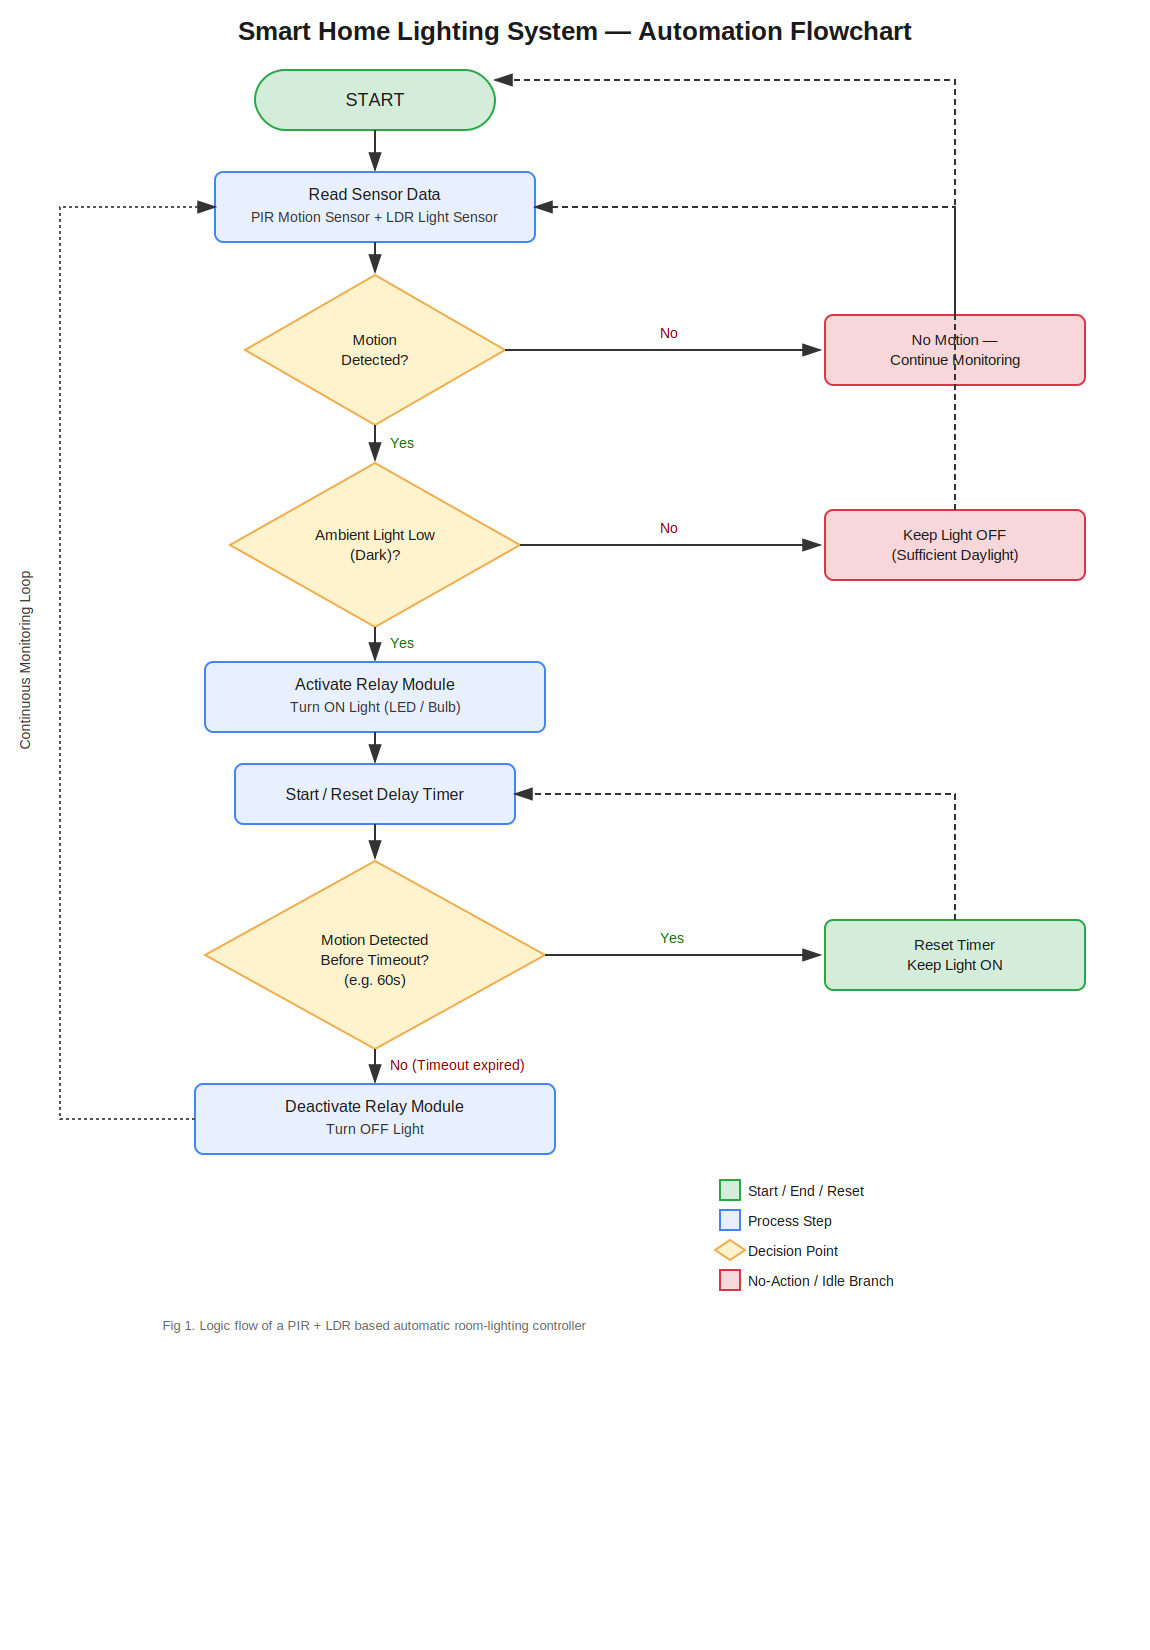 Smart Home Lighting System — Automation Flowchart
START
Read Sensor Data
PIR Motion Sensor + LDR Light Sensor
Motion
Detected?
No
No Motion —
Continue Monitoring
Yes
Ambient Light Low
(Dark)?
No
Keep Light OFF
(Sufficient Daylight)
Yes
Continuous Monitoring Loop
Activate Relay Module
Turn ON Light (LED / Bulb)
Start / Reset Delay Timer
Motion Detected
Before Timeout?
(e.g. 60s)
Yes
Reset Timer
Keep Light ON
No (Timeout expired)
Deactivate Relay Module
Turn OFF Light
Start / End / Reset
Process Step
Decision Point
No-Action / Idle Branch
Fig 1. Logic flow of a PIR + LDR based automatic room-lighting controller